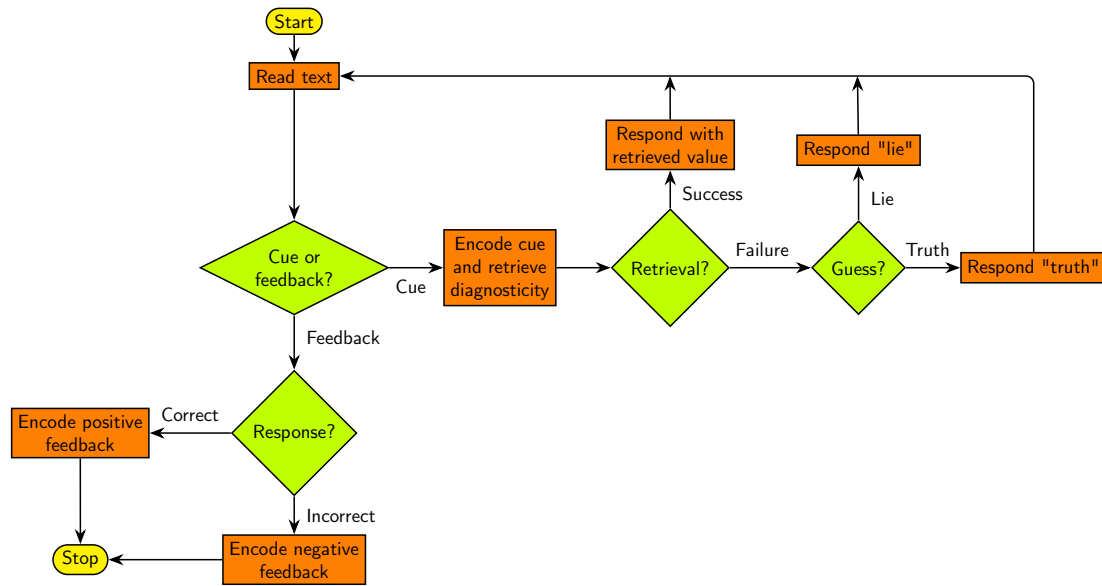 Start
Read text
Respond with
retrieved value
Respond "lie"
Success
Lie
Cue or
feedback?
Cue
Encode cue
and retrieve
diagnosticity
Retrieval?
Failure
Guess?
Truth
Respond "truth"
Feedback
Encode positive
feedback
Correct
Response?
Incorrect
Stop
Encode negative
feedback